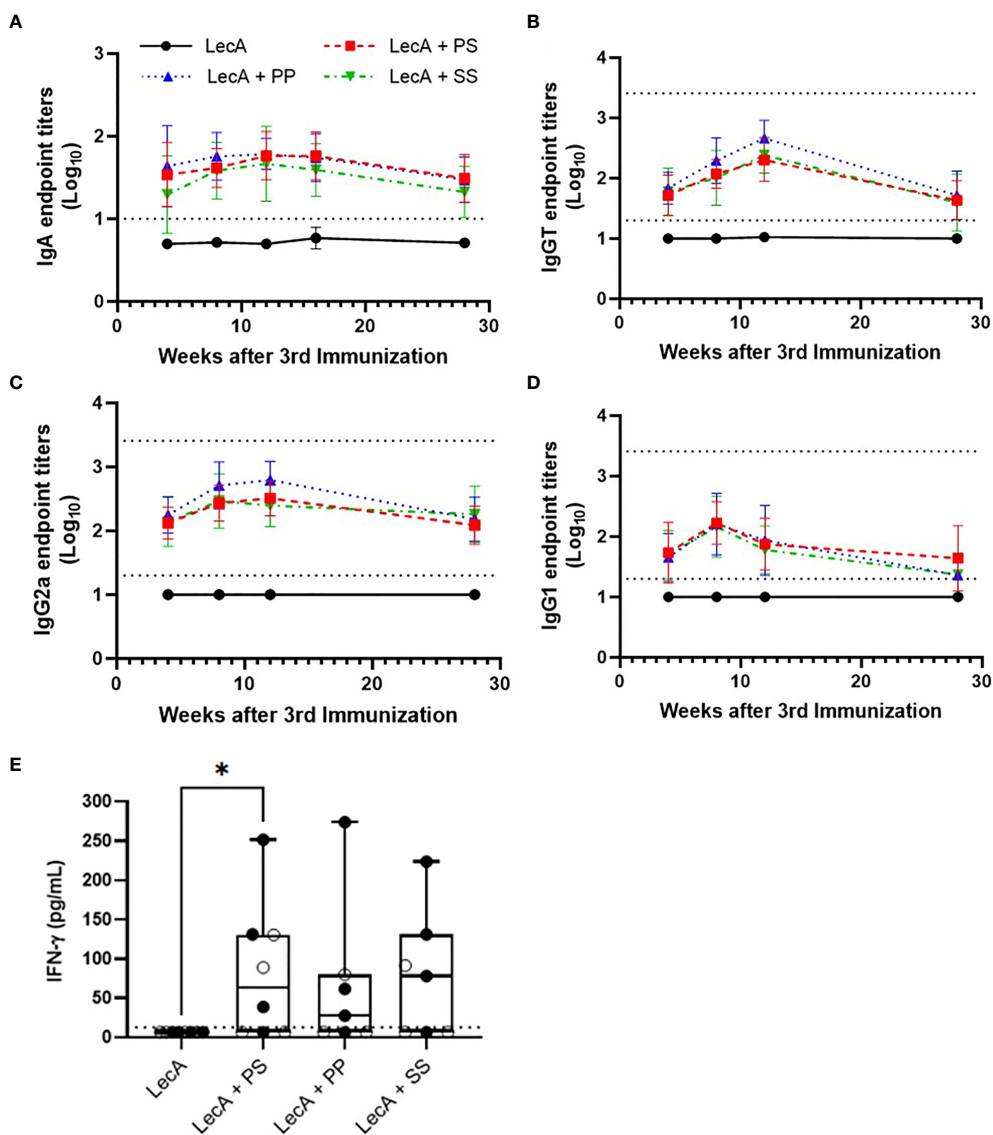 A
LecA
LecA + PS
LecA + PP
LecA + SS
3
2
1
0
IgA endpoint titers
(Log10)
0
10
20
30
Weeks after 3rd Immunization
B
4
3
2
1
0
IgGT endpoint titers
(Log10)
0
10
20
30
Weeks after 3rd Immunization
C
4
3
2
1
0
IgG2a endpoint titers
(Log10)
0
10
20
30
Weeks after 3rd Immunization
D
4
3
2
1
0
IgG1 endpoint titers
(Log10)
0
10
20
30
Weeks after 3rd Immunization
E
*
300
250
200
150
100
50
0
IFN-γ (pg/mL)
LecA
LecA + PS
LecA + PP
LecA + SS